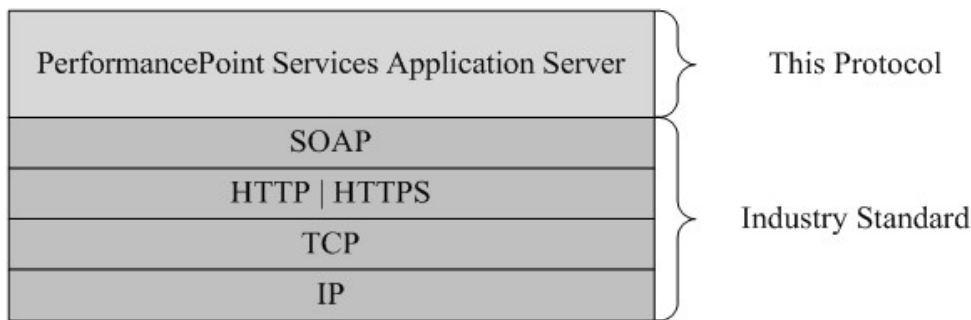 PerformancePoint Services Application Server
This Protocol
SOAP
HTTP | HTTPS
TCP
IP
Industry Standard